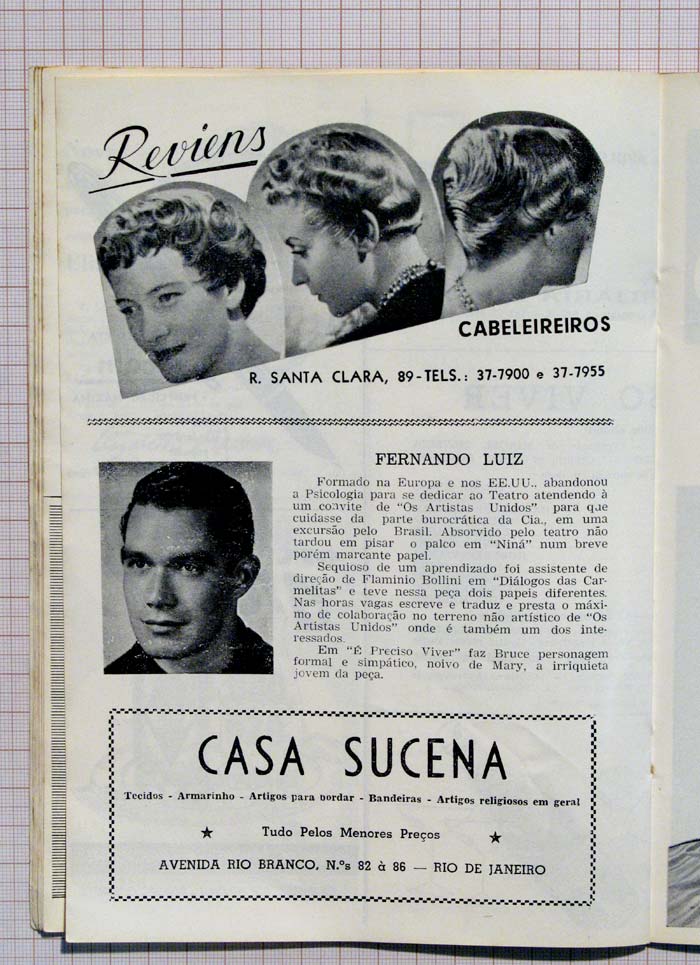 Reviens
CABELEIREIROS
R. SANTA CLARA, 89 - TELS.: 37-7900 e 37-7955
FERNANDO LUIZ
Formado na Europa e nos EE.UU., abandonou
a Psicologia para se dedicar ao Teatro atendendo à
um convite de "Os Artistas Unidos" para que
cuidasse da parte burocrática da Cia., em uma
excursão pelo Brasil. Absorvido pelo teatro não
tardou em pisar o palco em "Niná" num breve
porém marcante papel.
Sequioso de um aprendizado foi assistente de
direção de Flaminio Bollini em "Diálogos das Car-
melitas" e teve nessa peça dois papeis diferentes.
Nas horas vagas escreve e traduz e presta o máxi-
mo de colaboração no terreno não artístico de "Os
Artistas Unidos" onde é também um dos inte-
ressados.
Em "É Preciso Viver" faz Bruce personagem
formal e simpático, noivo de Mary, a irriquieta
jovem da peça.
CASA SUCENA
Tecidos - Armarinho - Artigos para bordar - Bandeiras - Artigos religiosos em geral
Tudo Pelos Menores Preços
AVENIDA RIO BRANCO, N.ºs 82 à 86 — RIO DE JANEIRO